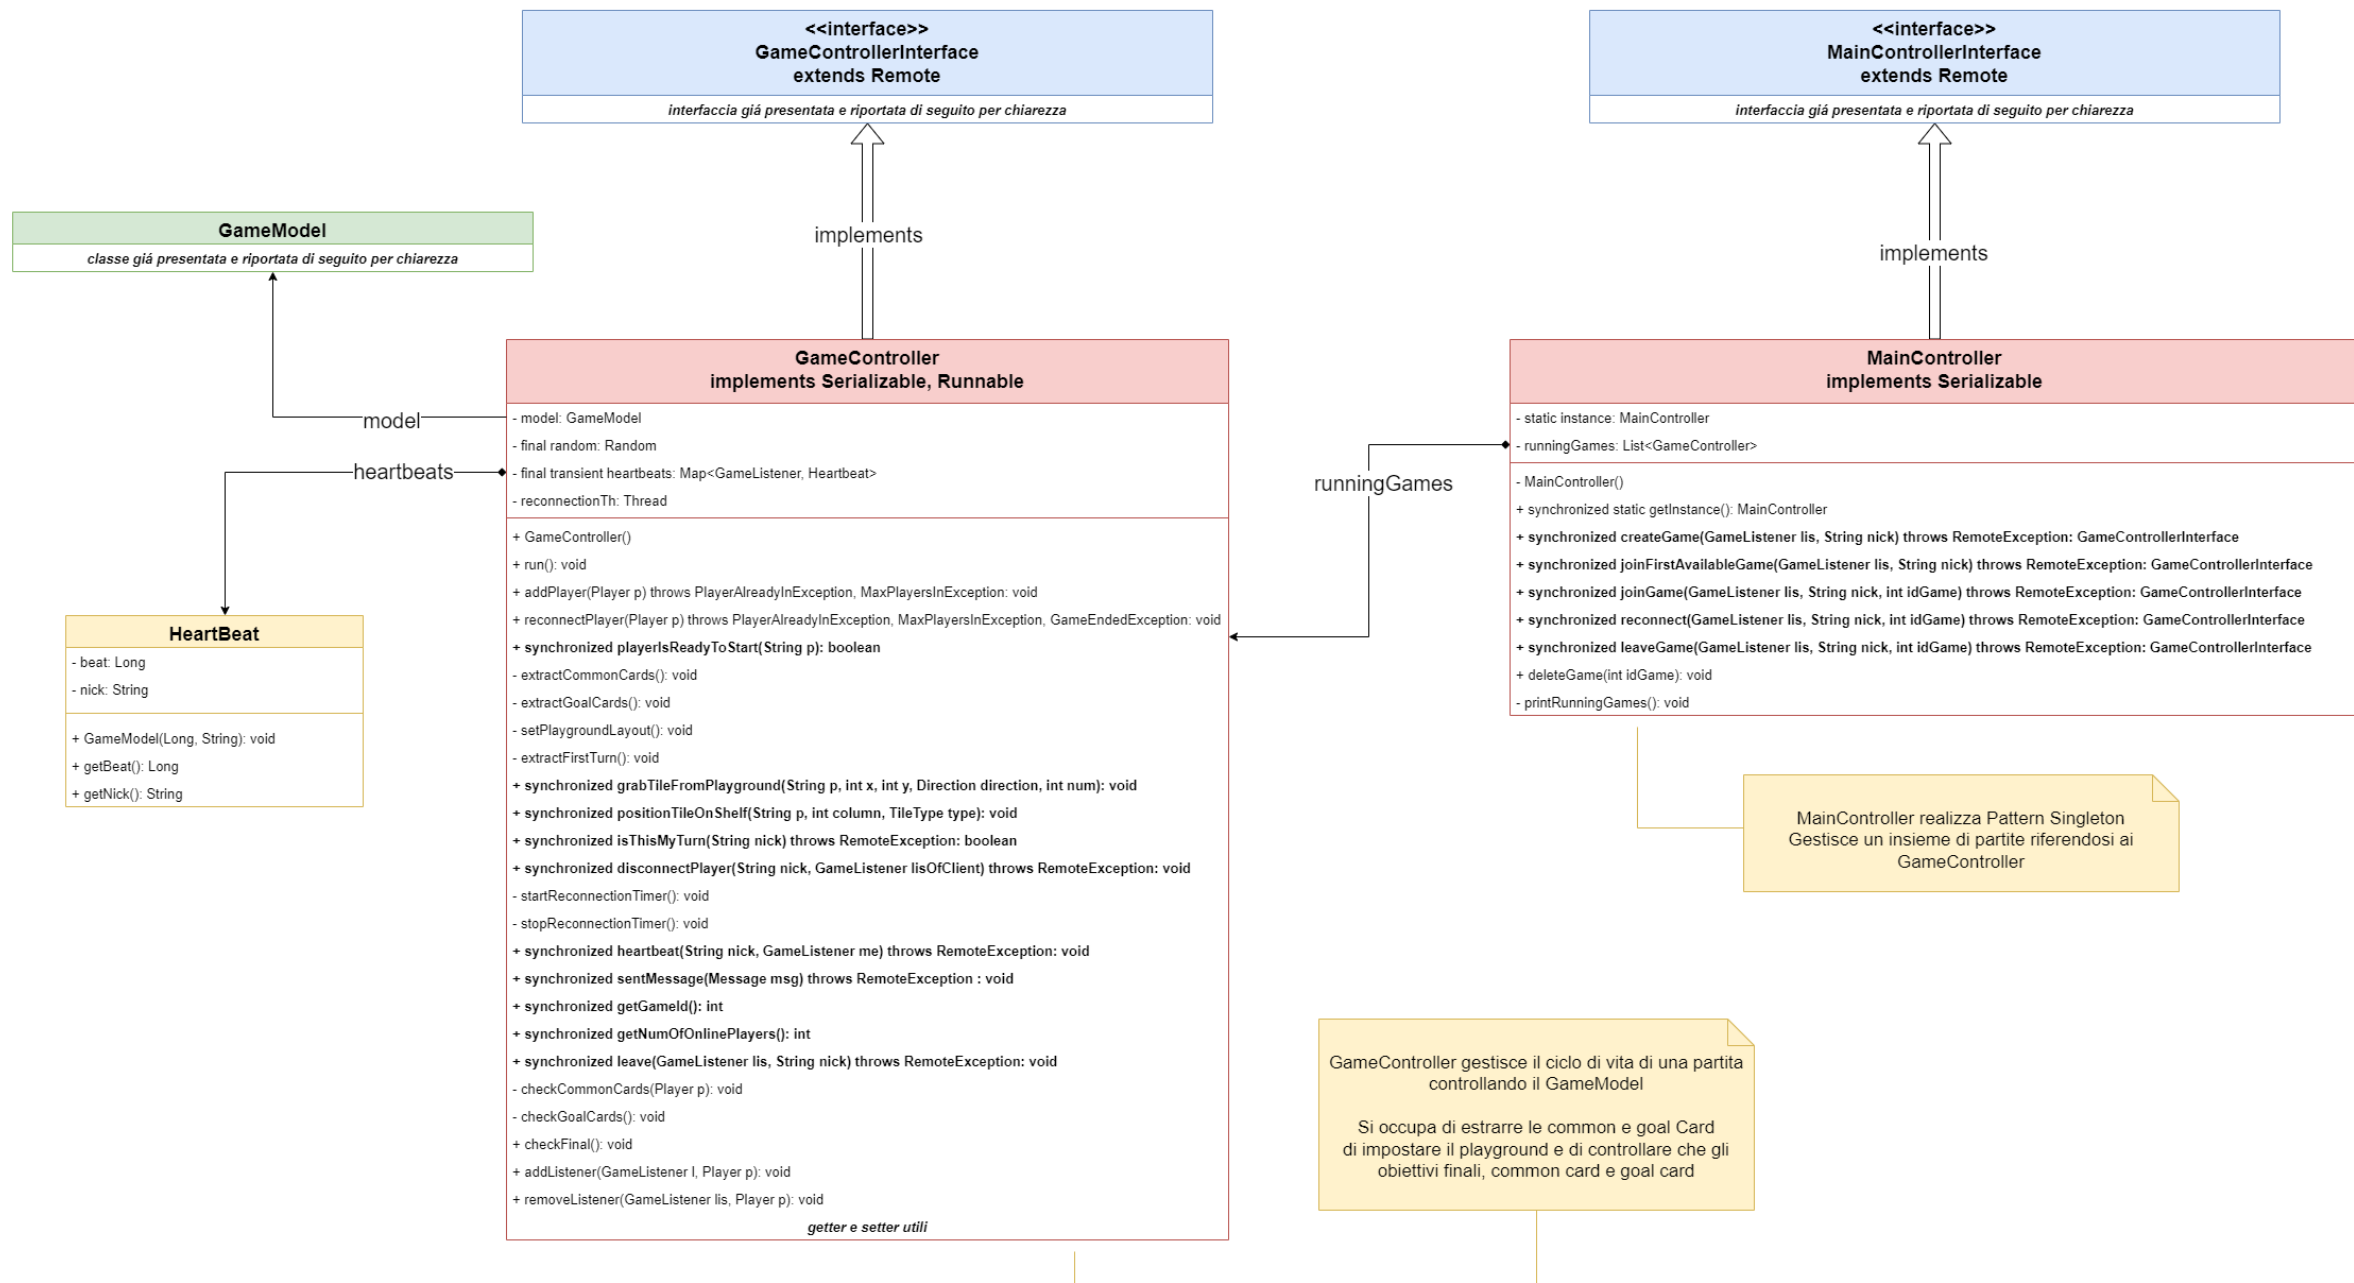 <<interface>>
GameControllerInterface
extends Remote
interfaccia giá presentata e riportata di seguito per chiarezza
<<interface>>
MainControllerInterface
extends Remote
interfaccia giá presentata e riportata di seguito per chiarezza
implements
implements
GameModel
classe giá presentata e riportata di seguito per chiarezza
model
heartbeats
runningGames
HeartBeat
- beat: Long
- nick: String
+ GameModel(Long, String): void
+ getBeat(): Long
+ getNick(): String
GameController
implements Serializable, Runnable
- model: GameModel
- final random: Random
- final transient heartbeats: Map<GameListener, Heartbeat>
- reconnectionTh: Thread
+ GameController()
+ run(): void
+ addPlayer(Player p) throws PlayerAlreadyInException, MaxPlayersInException: void
+ reconnectPlayer(Player p) throws PlayerAlreadyInException, MaxPlayersInException, GameEndedException: void
+ synchronized playerIsReadyToStart(String p): boolean
- extractCommonCards(): void
- extractGoalCards(): void
- setPlaygroundLayout(): void
- extractFirstTurn(): void
+ synchronized grabTileFromPlayground(String p, int x, int y, Direction direction, int num): void
+ synchronized positionTileOnShelf(String p, int column, TileType type): void
+ synchronized isThisMyTurn(String nick) throws RemoteException: boolean
+ synchronized disconnectPlayer(String nick, GameListener lisOfClient) throws RemoteException: void
- startReconnectionTimer(): void
- stopReconnectionTimer(): void
+ synchronized heartbeat(String nick, GameListener me) throws RemoteException: void
+ synchronized sentMessage(Message msg) throws RemoteException : void
+ synchronized getGameId(): int
+ synchronized getNumOfOnlinePlayers(): int
+ synchronized leave(GameListener lis, String nick) throws RemoteException: void
- checkCommonCards(Player p): void
- checkGoalCards(): void
+ checkFinal(): void
+ addListener(GameListener l, Player p): void
+ removeListener(GameListener lis, Player p): void
getter e setter utili
MainController
implements Serializable
- static instance: MainController
- runningGames: List<GameController>
- MainController()
+ synchronized static getInstance(): MainController
+ synchronized createGame(GameListener lis, String nick) throws RemoteException: GameControllerInterface
+ synchronized joinFirstAvailableGame(GameListener lis, String nick) throws RemoteException: GameControllerInterface
+ synchronized joinGame(GameListener lis, String nick, int idGame) throws RemoteException: GameControllerInterface
+ synchronized reconnect(GameListener lis, String nick, int idGame) throws RemoteException: GameControllerInterface
+ synchronized leaveGame(GameListener lis, String nick, int idGame) throws RemoteException: GameControllerInterface
+ deleteGame(int idGame): void
- printRunningGames(): void
MainController realizza Pattern Singleton
Gestisce un insieme di partite riferendosi ai
GameController
GameController gestisce il ciclo di vita di una partita
controllando il GameModel
Si occupa di estrarre le common e goal Card
di impostare il playground e di controllare che gli
obiettivi finali, common card e goal card